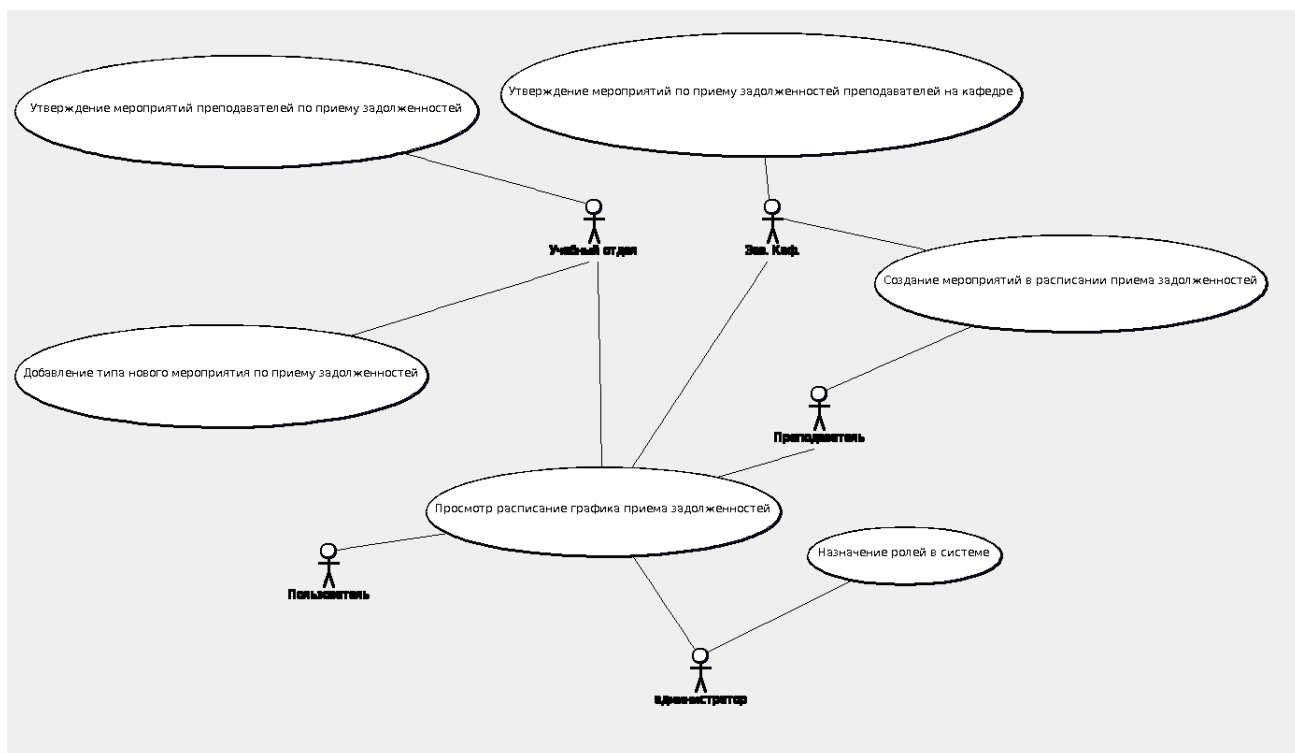 Утверждение мероприятий по приему задолженностей преподавателей на кафедре
Утверждение мероприятий преподавателей по приему задолженностей
Учебный отдел
Зав. Каф.
Создание мероприятий в расписании приема задолженностей
Добавление типа нового мероприятия по приему задолженностей
Преподаватель
Просмотр расписание графика приема задолженностей
Назначение ролей в системе
Пользователь
администратор